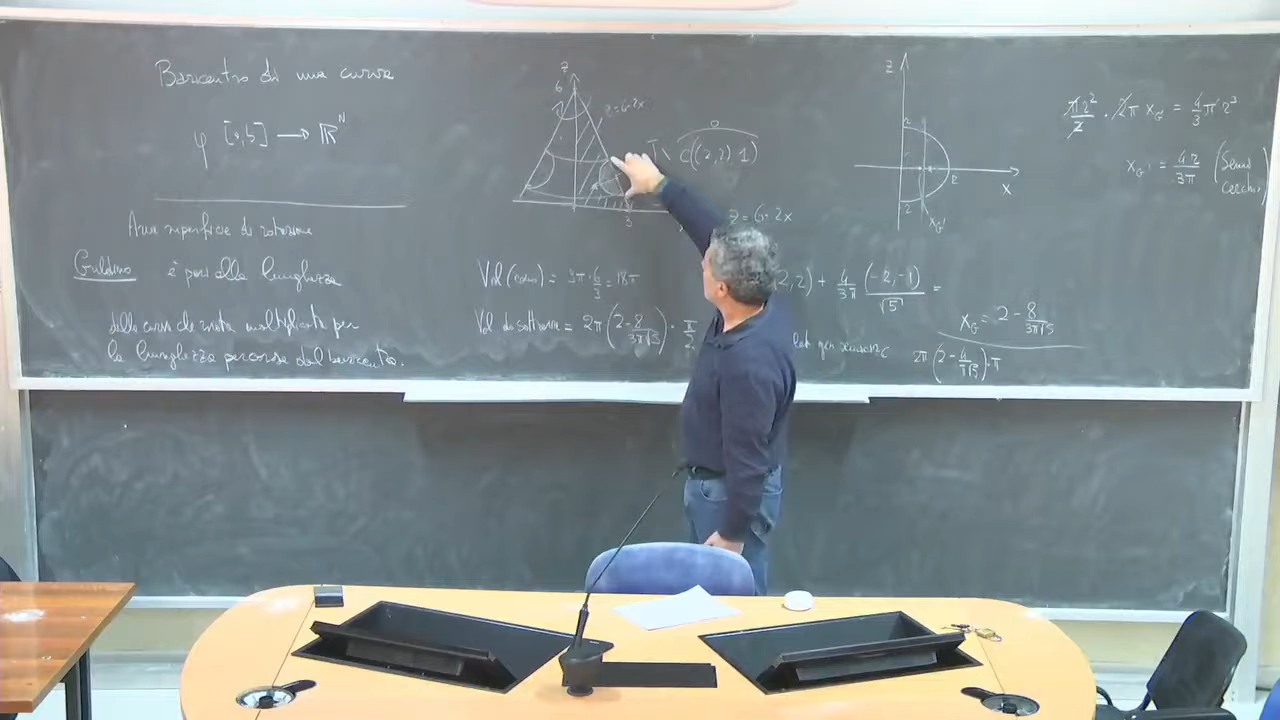 Baricentro di una curva
φ [a,b] → ℝᴺ
Area superficie di rotazione
Guldino è pari alla lunghezza
della curva che ruota moltiplicata per
la lunghezza percorsa dal baricentro.
z
6
z=6-2x
T \ C((2,2),1)
3
z=6-2x
Vol(cono) = 9π·6/3 = 18π
Vol da sottrarre = 2π(2-8/(3π√5))·π/2
2,2) + 4/(3π) (-2,-1)/√5 =
x_G = 2 - 8/(3π√5)
2π(2-4/(π√5))·π
z
2
2
2
x
x_G
πr²/2 · 2π x_G = 4/3 πr³
x_G = 4r/3π (Semi cerchio)